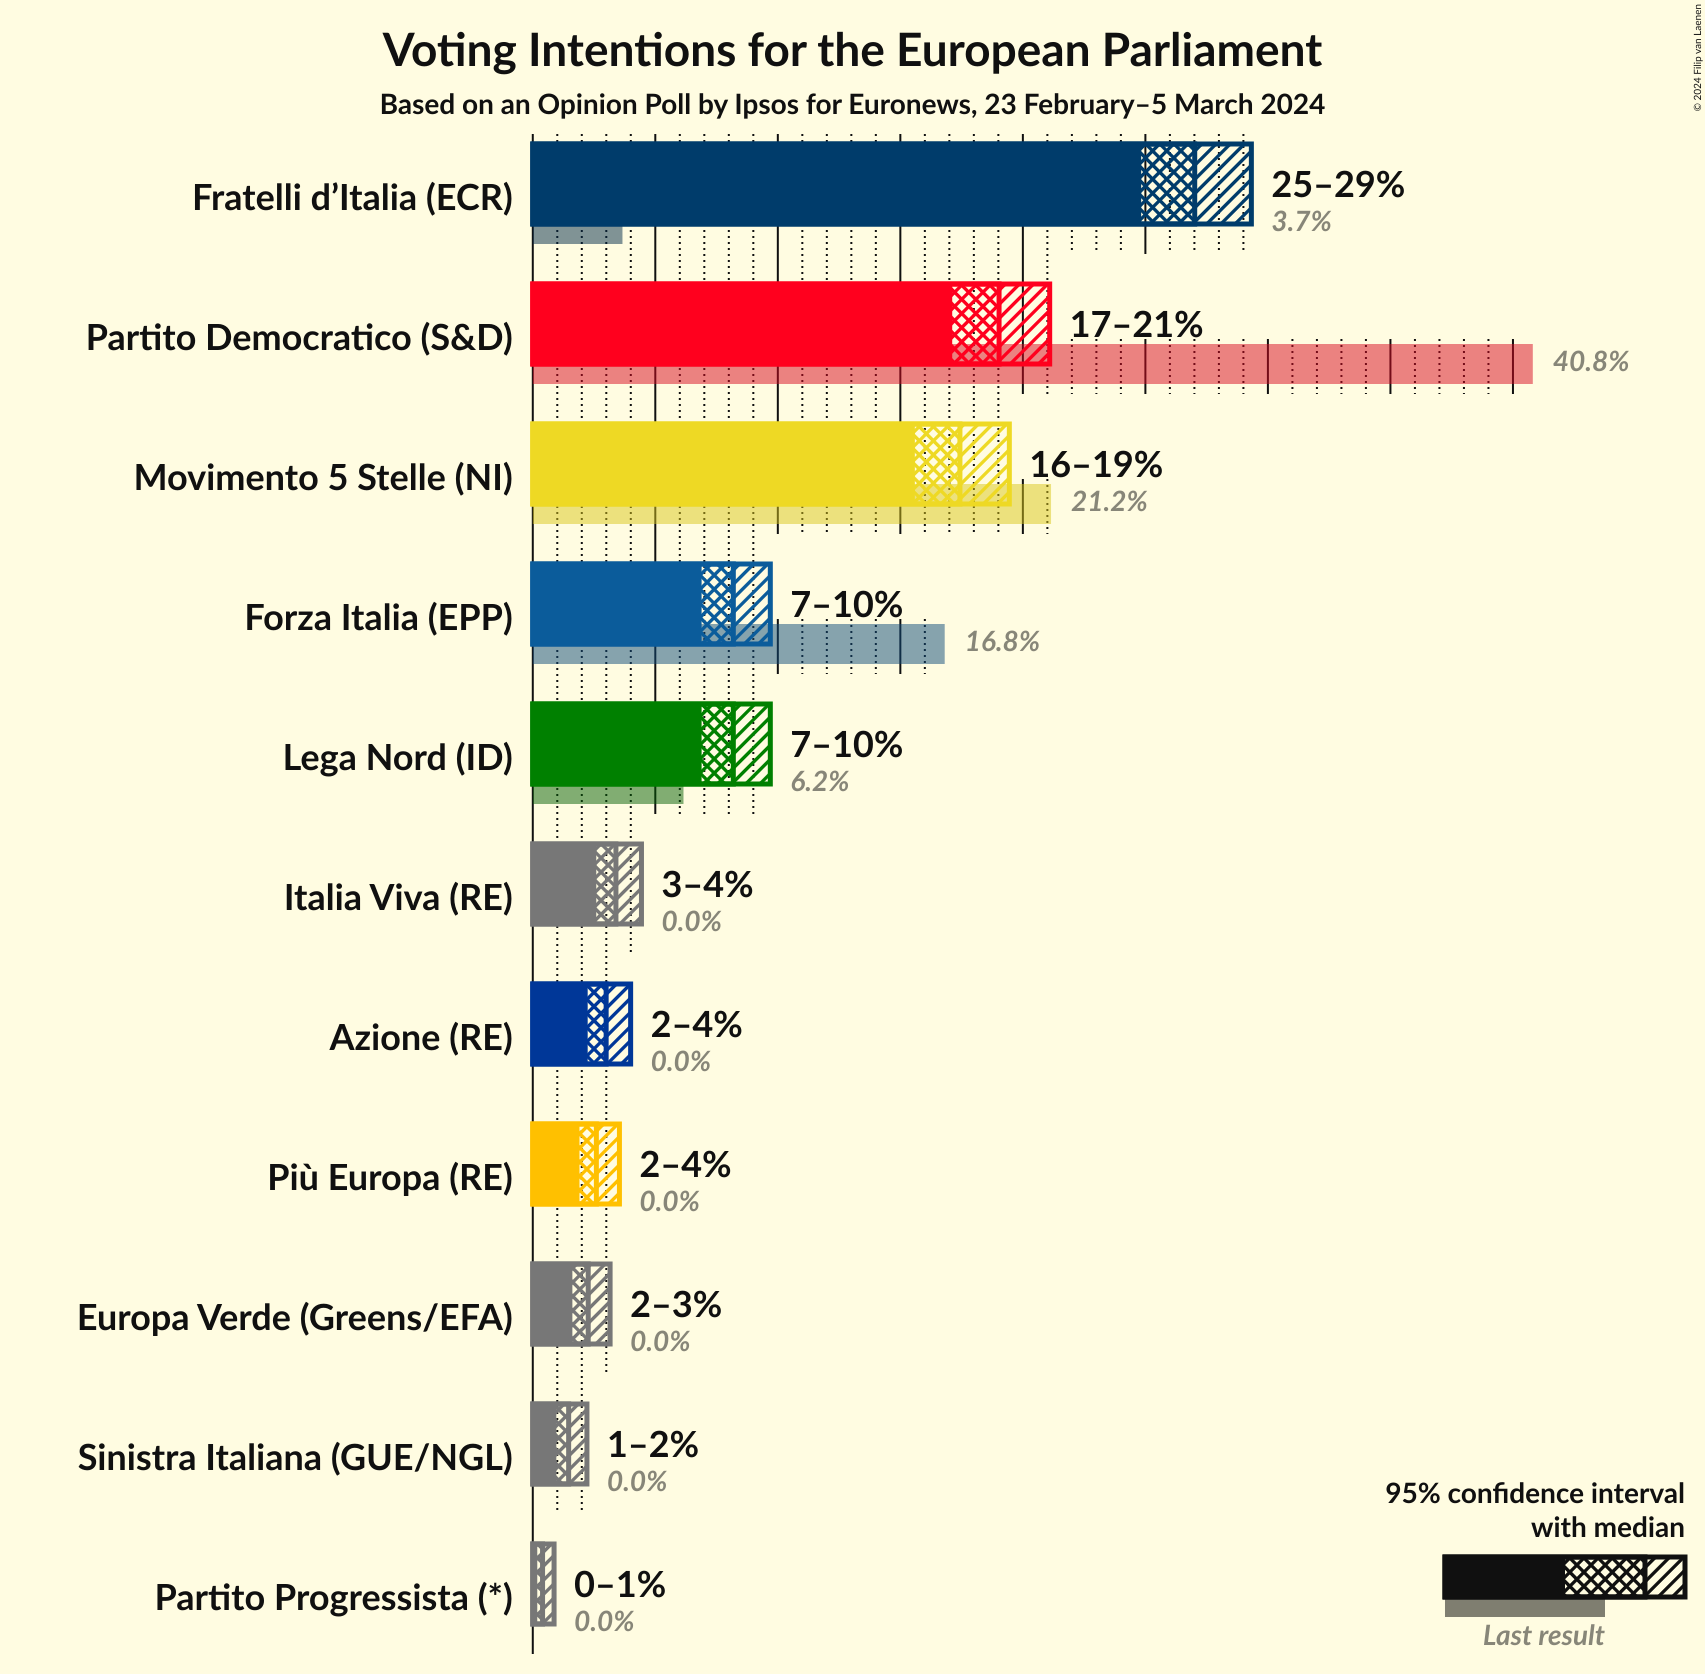 Voting Intentions for the European Parliament
Based on an Opinion Poll by Ipsos for Euronews, 23 February–5 March 2024
© 2024 Filip van Laenen
Fratelli d’Italia (ECR)
25–29%
3.7%
Partito Democratico (S&D)
17–21%
40.8%
Movimento 5 Stelle (NI)
16–19%
21.2%
Forza Italia (EPP)
7–10%
16.8%
Lega Nord (ID)
7–10%
6.2%
Italia Viva (RE)
3–4%
0.0%
Azione (RE)
2–4%
0.0%
Più Europa (RE)
2–4%
0.0%
Europa Verde (Greens/EFA)
2–3%
0.0%
Sinistra Italiana (GUE/NGL)
1–2%
0.0%
Partito Progressista (*)
0–1%
0.0%
95% confidence interval
with median
Last result